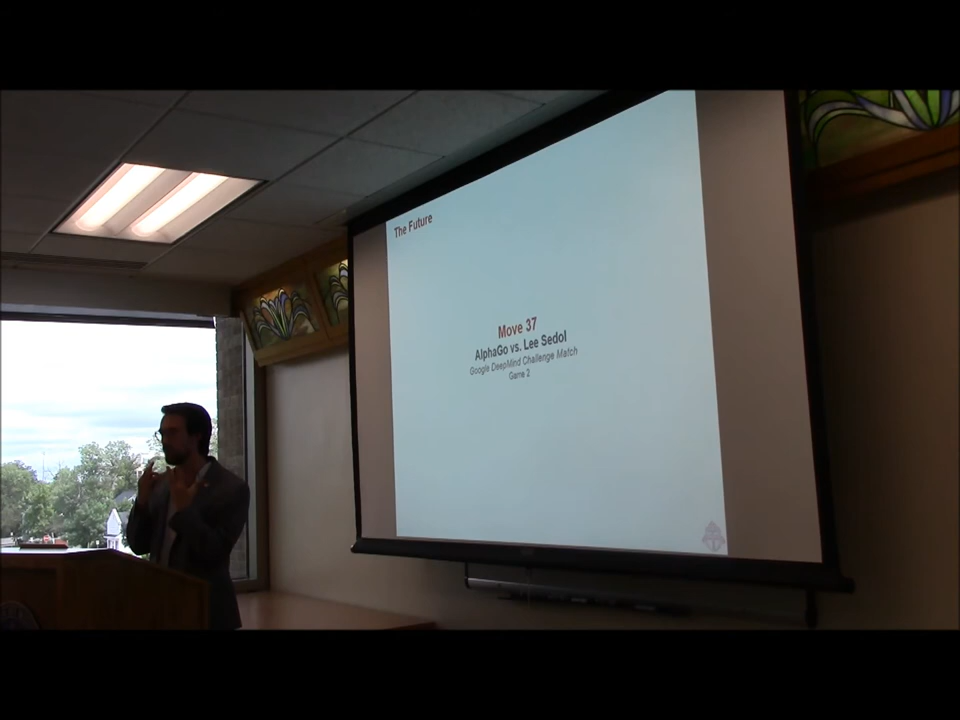 The Future
Move 37
AlphaGo vs. Lee Sedol
Google DeepMind Challenge Match
Game 2